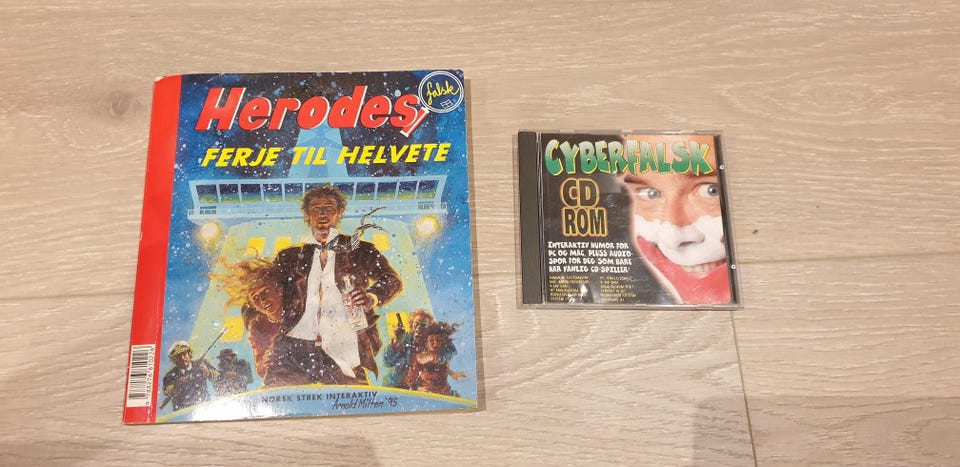 Herodes
falsk
FERJE TIL HELVETE
NORSK STREK INTERAKTIV
Arnold Milten '95
CYBERFALSK
CD
ROM
INTERAKTIV HUMOR FOR
PC OG MAC, PLUSS AUDIO-
SPOR FOR DEG SOM BARE
HAR VANLIG CD-SPILLER!